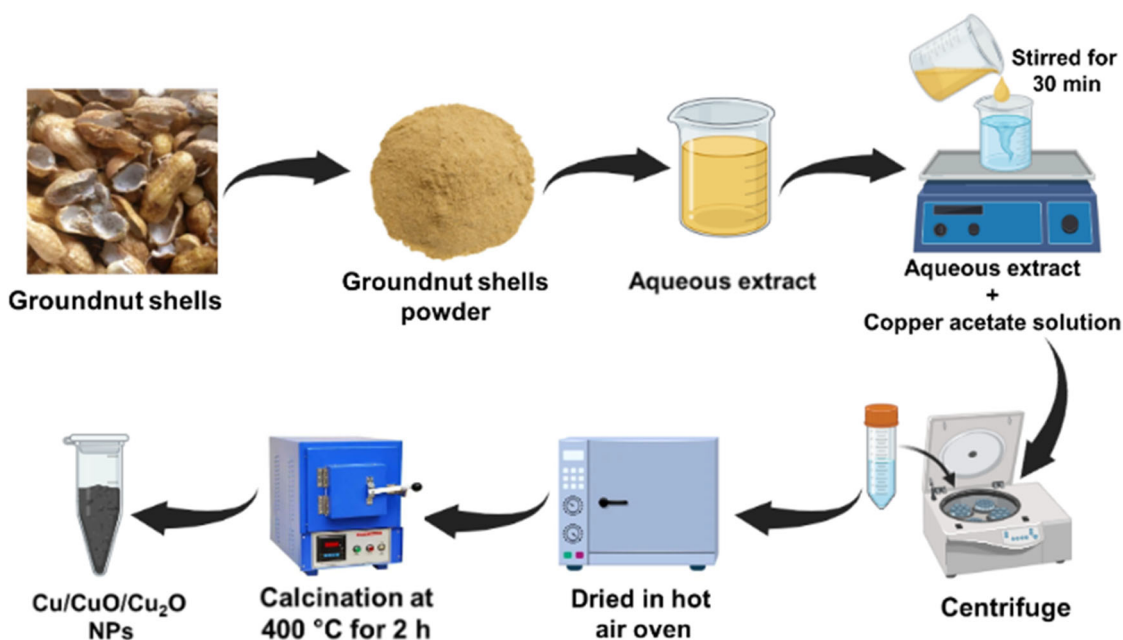 Stirred for
30 min
Groundnut shells
Groundnut shells
powder
Aqueous extract
Aqueous extract
+
Copper acetate solution
Centrifuge
Dried in hot
air oven
Calcination at
400 °C for 2 h
Cu/CuO/Cu₂O
NPs